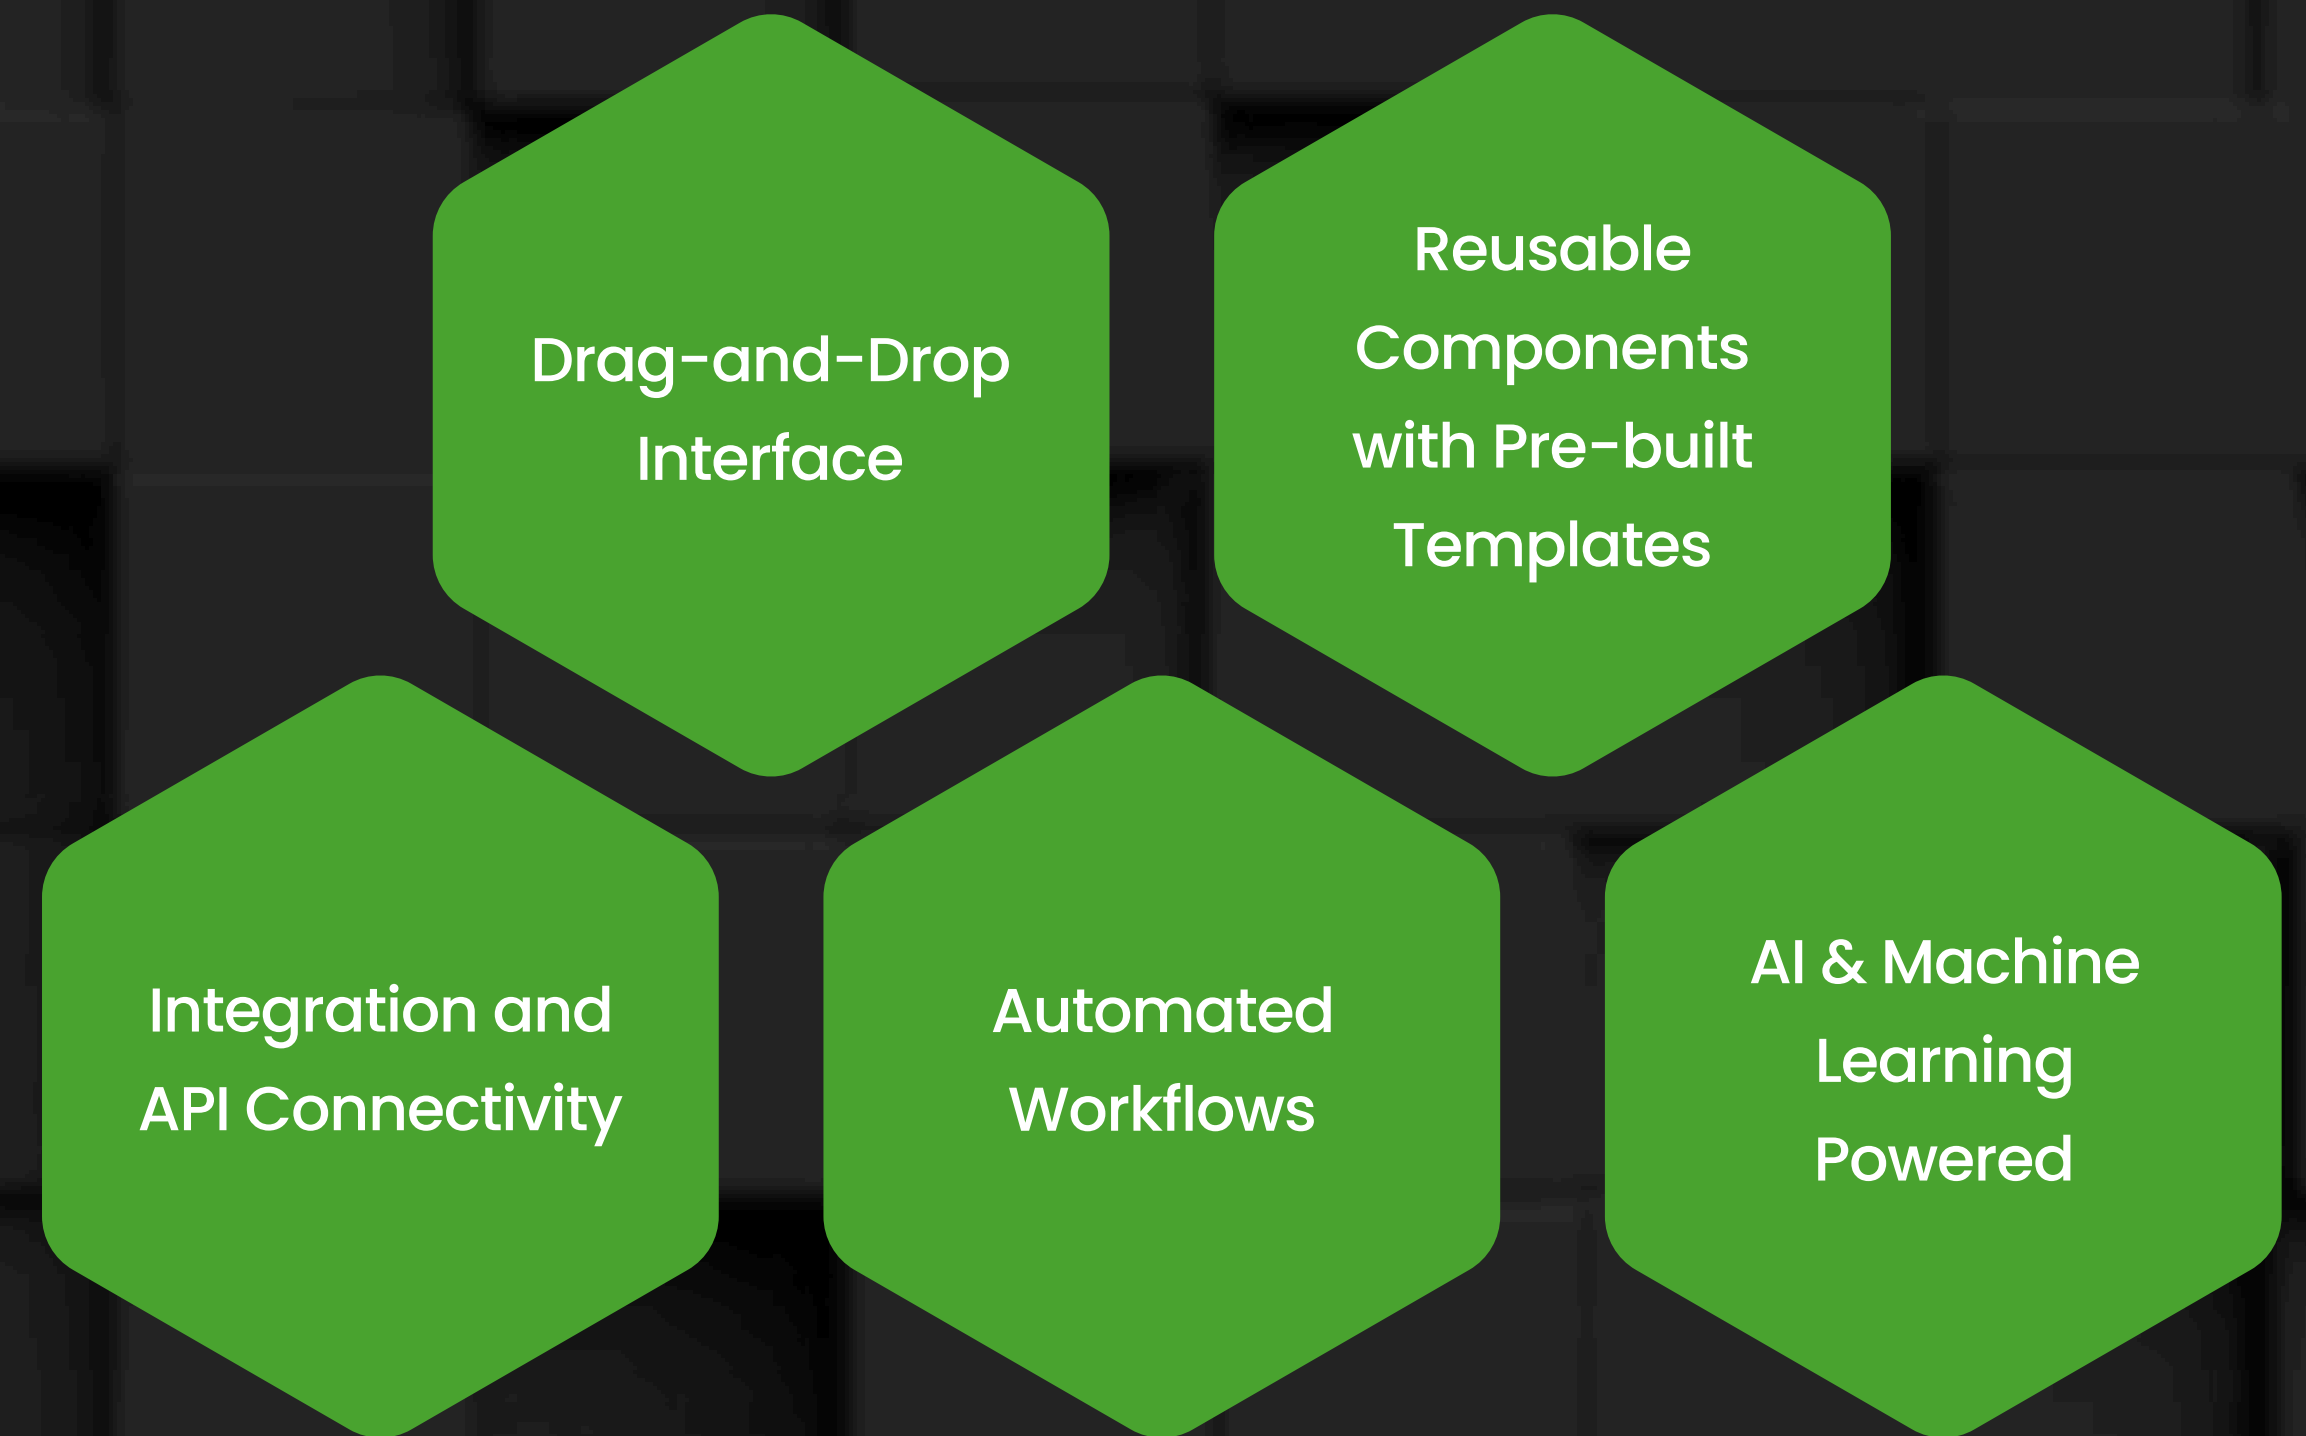 Drag-and-Drop
Interface
Reusable
Components
with Pre-built
Templates
Integration and
API Connectivity
Automated
Workflows
AI & Machine
Learning
Powered